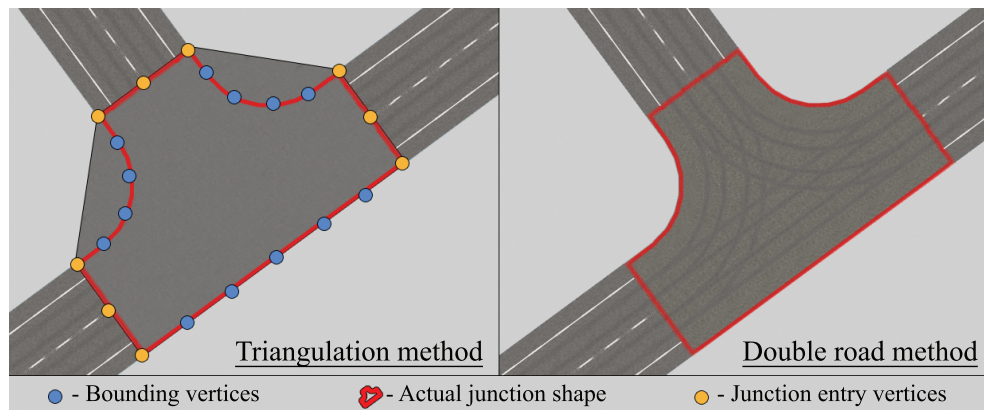 Triangulation method
Double road method
- Bounding vertices
- Actual junction shape
- Junction entry vertices